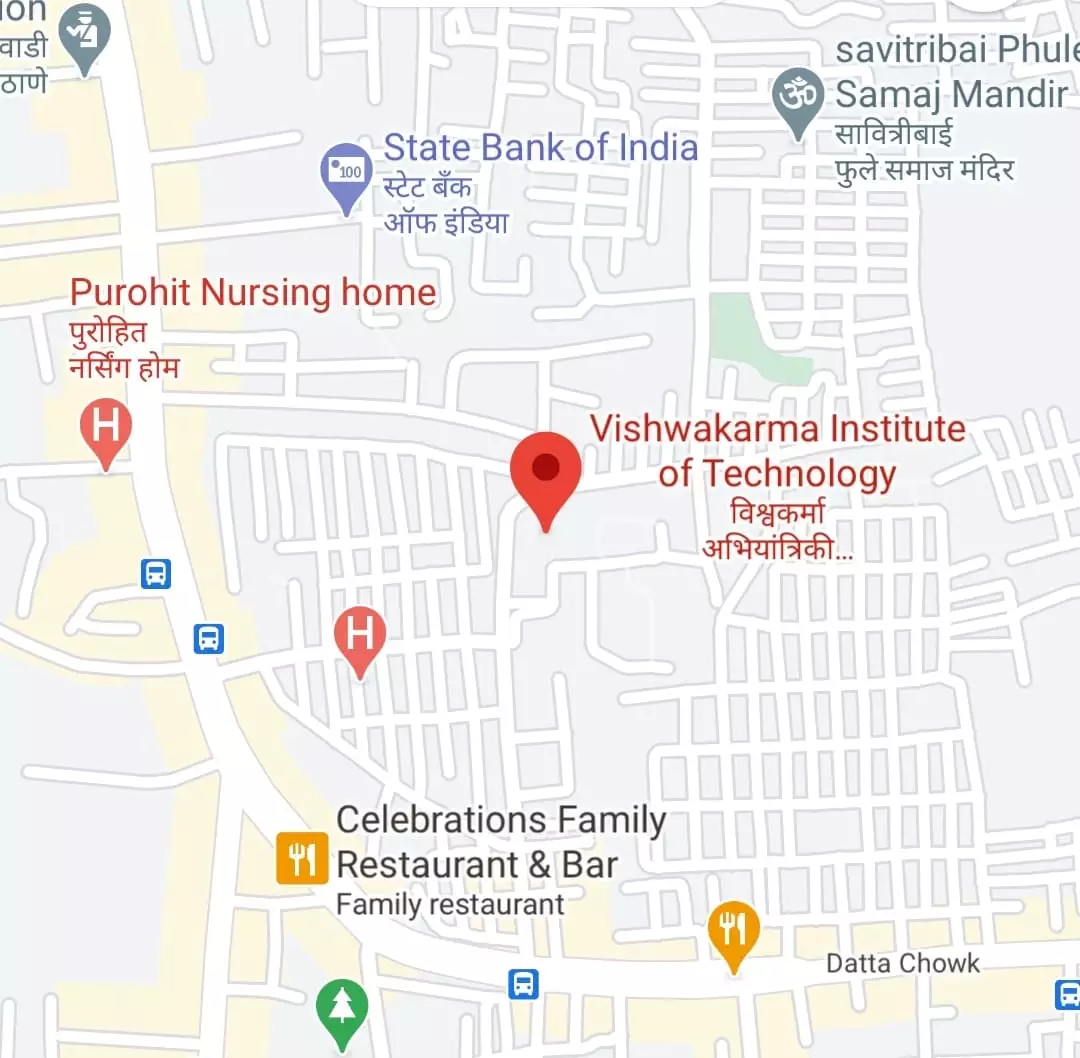 वाडी
ठाणे
savitribai Phule
Samaj Mandir
सावित्रीबाई
फुले समाज मंदिर
State Bank of India
स्टेट बँक
ऑफ इंडिया
100
Purohit Nursing home
पुरोहित
नर्सिंग होम
H
Vishwakarma Institute
of Technology
विश्वकर्मा
अभियांत्रिकी...
H
Celebrations Family
Restaurant & Bar
Family restaurant
Datta Chowk